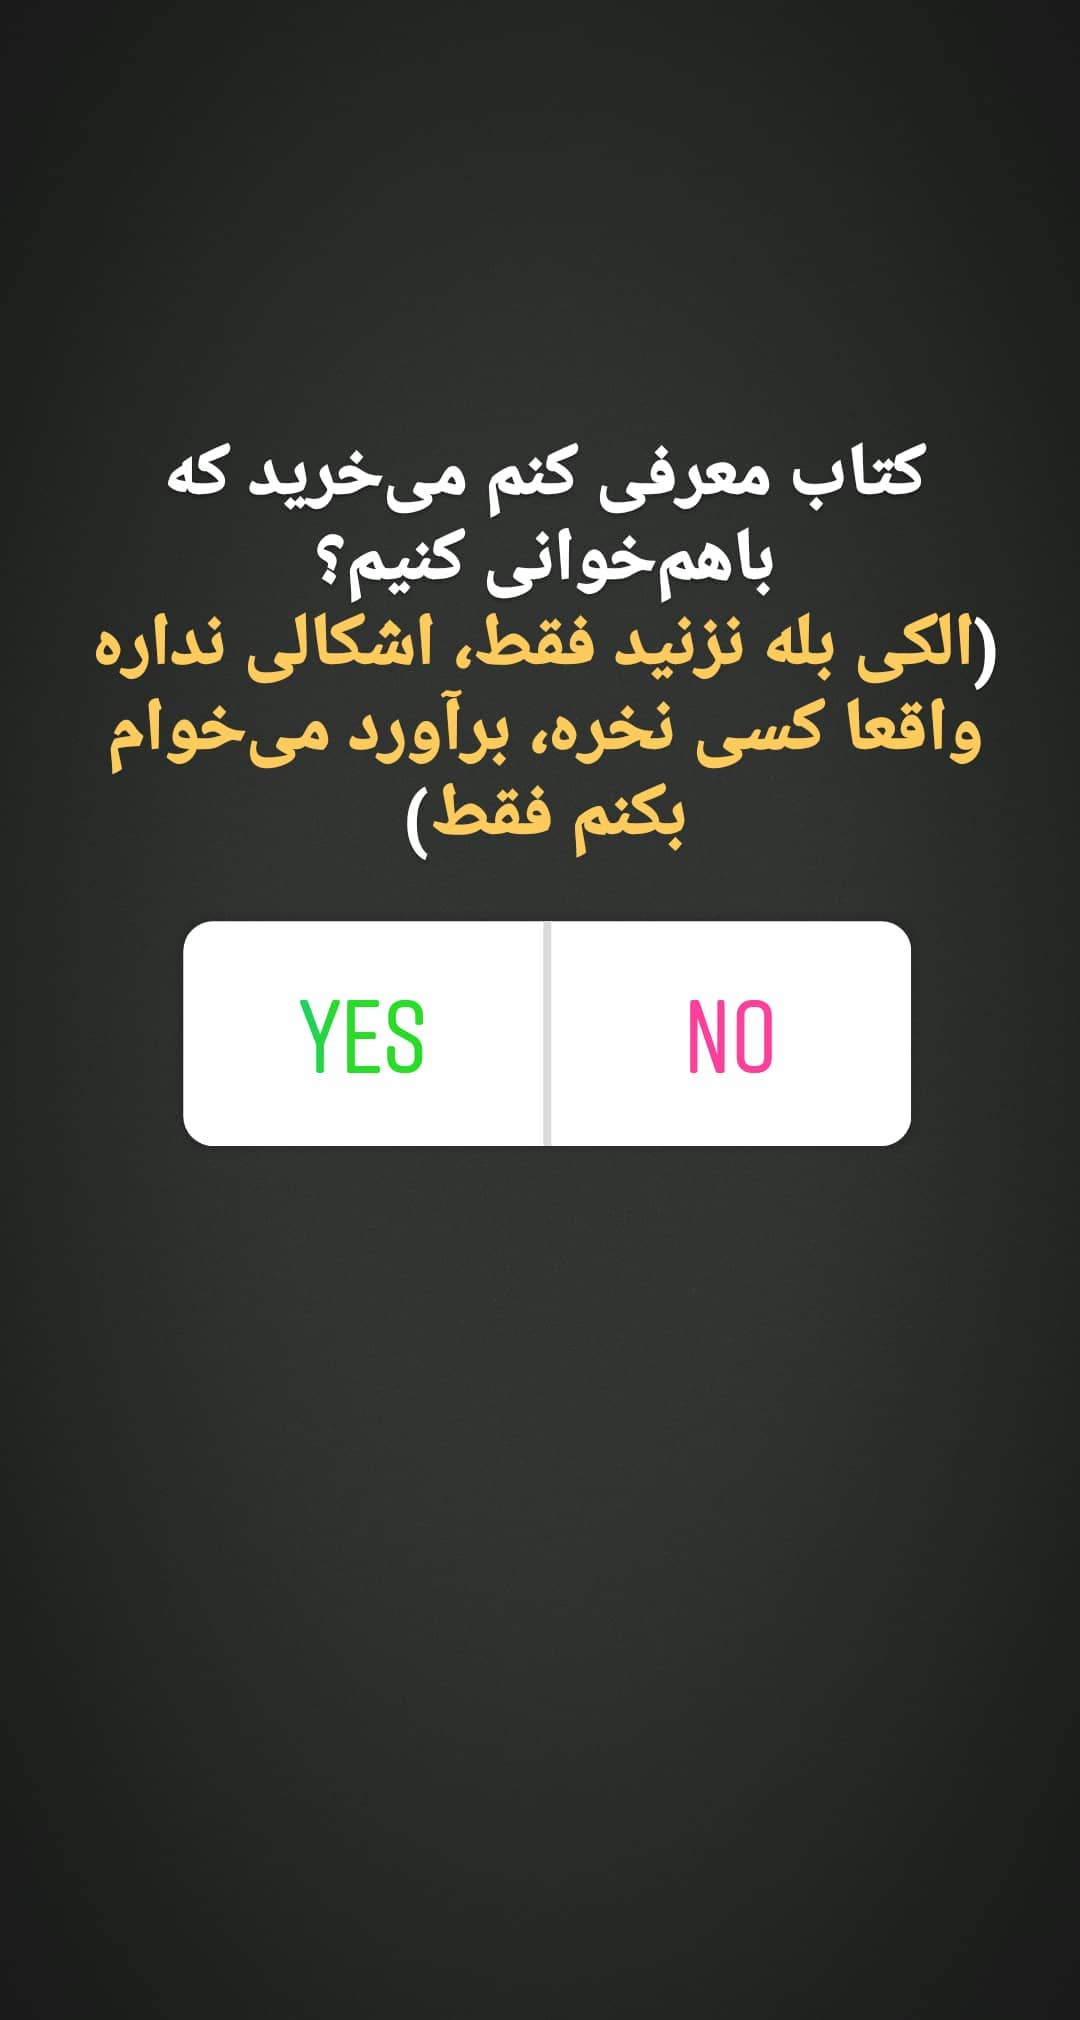 کتاب معرفی کنم می‌خرید که
باهم‌خوانی کنیم؟
(الکی بله نزنید فقط، اشکالی نداره
واقعا کسی نخره، برآورد می‌خوام
بکنم فقط)
YES NO